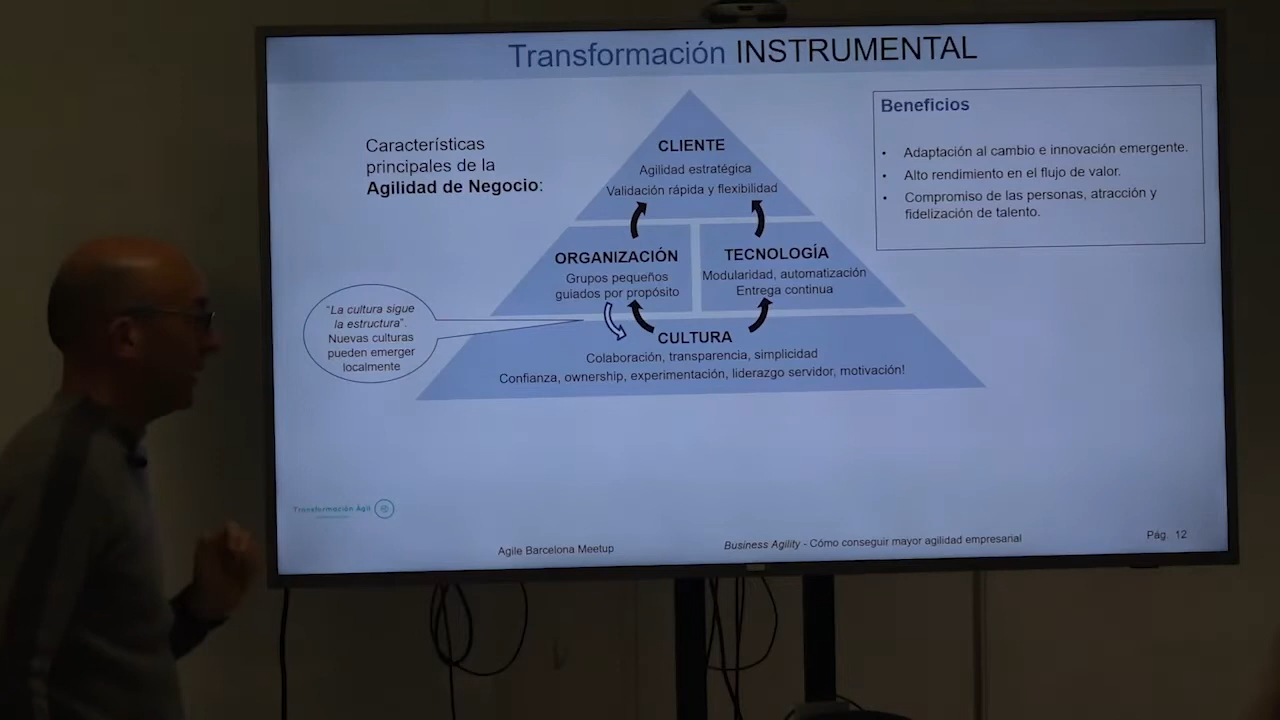 Transformación INSTRUMENTAL
Características
principales de la
Agilidad de Negocio:
CLIENTE
Agilidad estratégica
Validación rápida y flexibilidad
ORGANIZACIÓN
Grupos pequeños
guiados por propósito
TECNOLOGÍA
Modularidad, automatización
Entrega continua
CULTURA
Colaboración, transparencia, simplicidad
Confianza, ownership, experimentación, liderazgo servidor, motivación!
"La cultura sigue
la estructura".
Nuevas culturas
pueden emerger
localmente
Beneficios
• Adaptación al cambio e innovación emergente.
• Alto rendimiento en el flujo de valor.
• Compromiso de las personas, atracción y
fidelización de talento.
Transformación Ágil
Agile Barcelona Meetup
Business Agility - Cómo conseguir mayor agilidad empresarial
Pág. 12